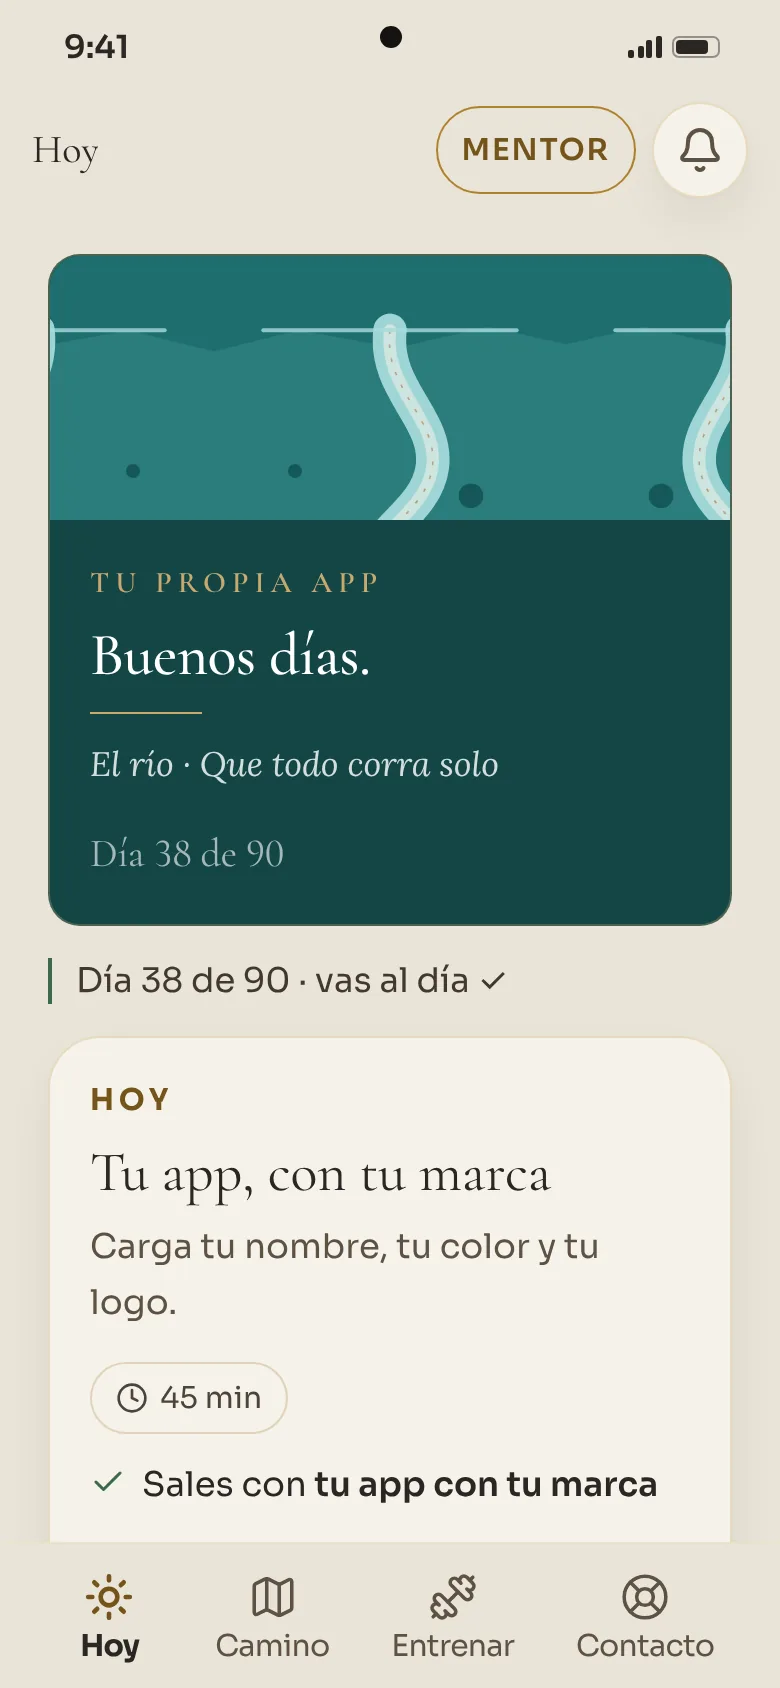 9:41
Hoy
MENTOR
TU PROPIA APP
Buenos días.
El río · Que todo corra solo
Día 38 de 90
Día 38 de 90 · vas al día ✓
HOY
Tu app, con tu marca
Carga tu nombre, tu color y tu
logo.
45 min
Sales con tu app con tu marca
Hoy
Camino
Entrenar
Contacto